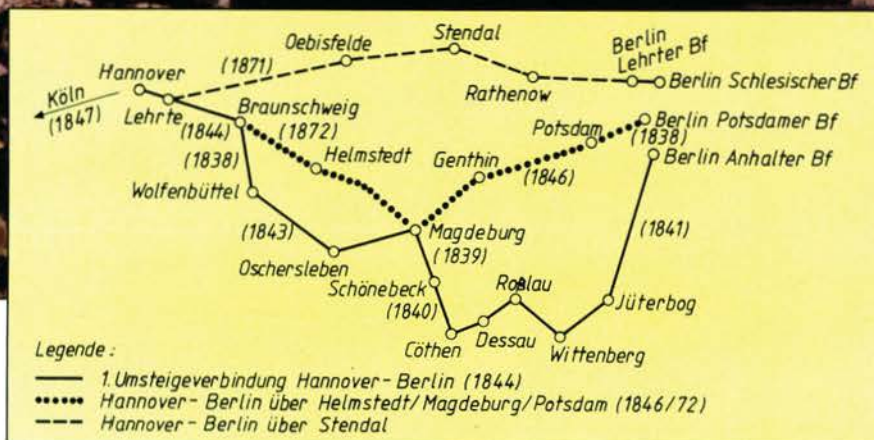 Stendal
Oebisfelde
Berlin
Lehrter Bf
(1871)
Hannover
Köln
(1847)
Lehrte
Rathenow
Berlin Schlesischer Bf
Braunschweig
(1844)
(1872)
Potsdam
Berlin Potsdamer Bf
(1838)
(1838)
Helmstedt
Genthin
Berlin Anhalter Bf
(1846)
Wolfenbüttel
(1843)
Magdeburg
(1839)
(1841)
Oschersleben
Schönebeck
(1840)
Roßlau
Jüterbog
Cöthen
Dessau
Wittenberg
Legende:
1. Umsteigeverbindung Hannover-Berlin (1844)
Hannover-Berlin über Helmstedt/Magdeburg/Potsdam (1846/72)
Hannover-Berlin über Stendal